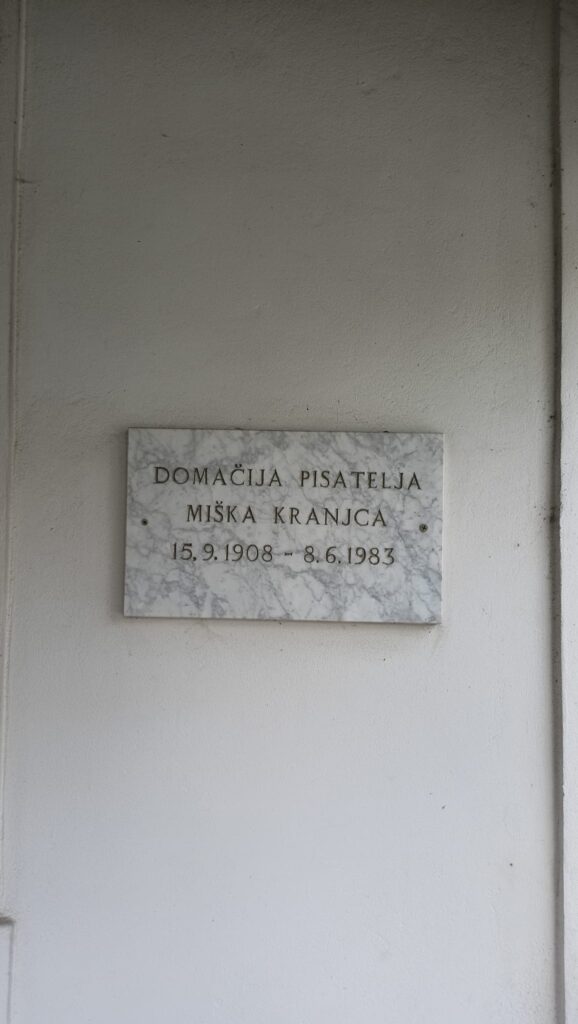 DOMAČIJA PISATELJA
MIŠKA KRANJCA
15.9.1908 - 8.6.1983